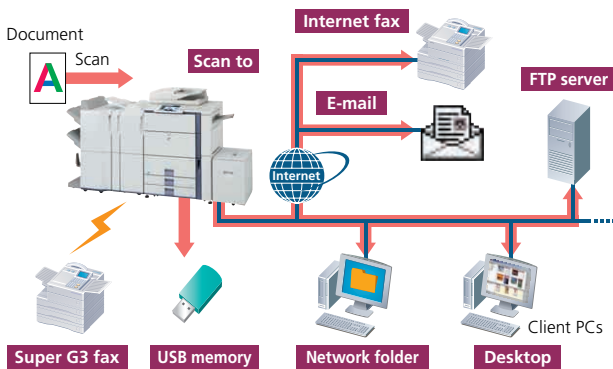 Document
A
Scan
Scan to
Internet fax
E-mail
FTP server
Internet
Client PCs
Super G3 fax
USB memory
Network folder
Desktop